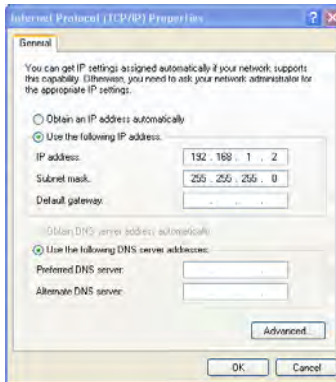 Internet Protocol (TCP/IP) Properties
General
You can get IP settings assigned automatically if your network supports
this capability. Otherwise, you need to ask your network administrator for
the appropriate IP settings.
Obtain an IP address automatically
Use the following IP address:
IP address: 192 . 168 . 1 . 2
Subnet mask: 255 . 255 . 255 . 0
Default gateway: . . .
Obtain DNS server address automatically
Use the following DNS server addresses:
Preferred DNS server: . . .
Alternate DNS server: . . .
Advanced...
OK Cancel